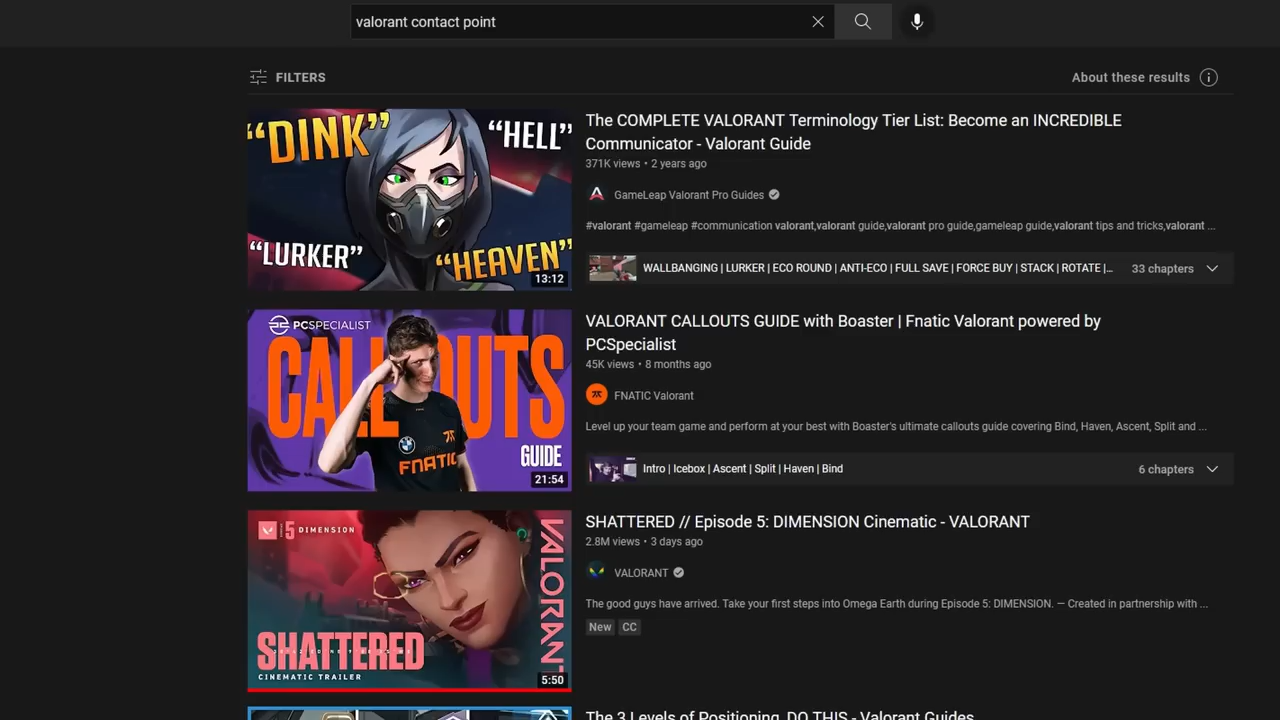 valorant contact point
FILTERS
About these results
“DINK”
“HELL”
“LURKER”
“HEAVEN”
13:12
The COMPLETE VALORANT Terminology Tier List: Become an INCREDIBLE
Communicator - Valorant Guide
371K views • 2 years ago
GameLeap Valorant Pro Guides
#valorant #gameleap #communication valorant,valorant guide,valorant pro guide,gameleap guide,valorant tips and tricks,valorant ...
WALLBANGING | LURKER | ECO ROUND | ANTI-ECO | FULL SAVE | FORCE BUY | STACK | ROTATE |...
33 chapters
PCSPECIALIST
CALLOUTS
GUIDE
FNATIC
21:54
VALORANT CALLOUTS GUIDE with Boaster | Fnatic Valorant powered by
PCSpecialist
45K views • 8 months ago
FNATIC Valorant
Level up your team game and perform at your best with Boaster's ultimate callouts guide covering Bind, Haven, Ascent, Split and ...
Intro | Icebox | Ascent | Split | Haven | Bind
6 chapters
5 DIMENSION
VALORANT
SHATTERED
CINEMATIC TRAILER
5:50
SHATTERED // Episode 5: DIMENSION Cinematic - VALORANT
2.8M views • 3 days ago
VALORANT
The good guys have arrived. Take your first steps into Omega Earth during Episode 5: DIMENSION. — Created in partnership with ...
New
CC
The 3 Levels of Positioning, DO THIS - Valorant Guides